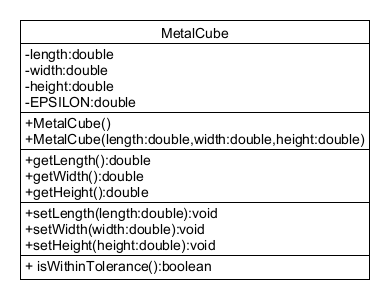 MetalCube
-length:double
-width:double
-height:double
-EPSILON:double
+MetalCube()
+MetalCube(length:double,width:double,height:double)
+getLength():double
+getWidth():double
+getHeight():double
+setLength(length:double):void
+setWidth(width:double):void
+setHeight(height:double):void
+ isWithinTolerance():boolean